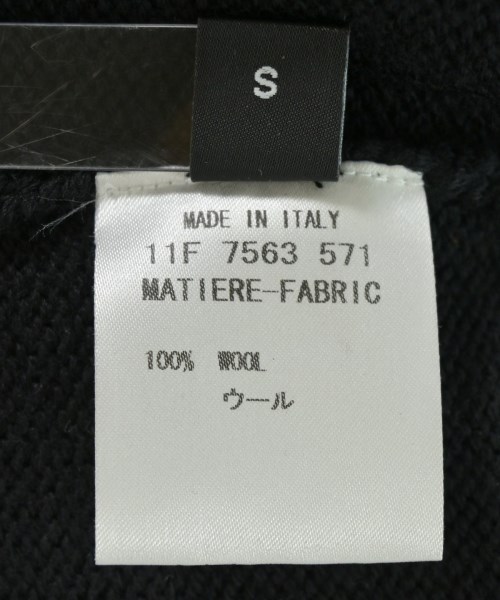 S
MADE IN ITALY
11F 7563 571
MATIERE-FABRIC
100% WOOL
ウール